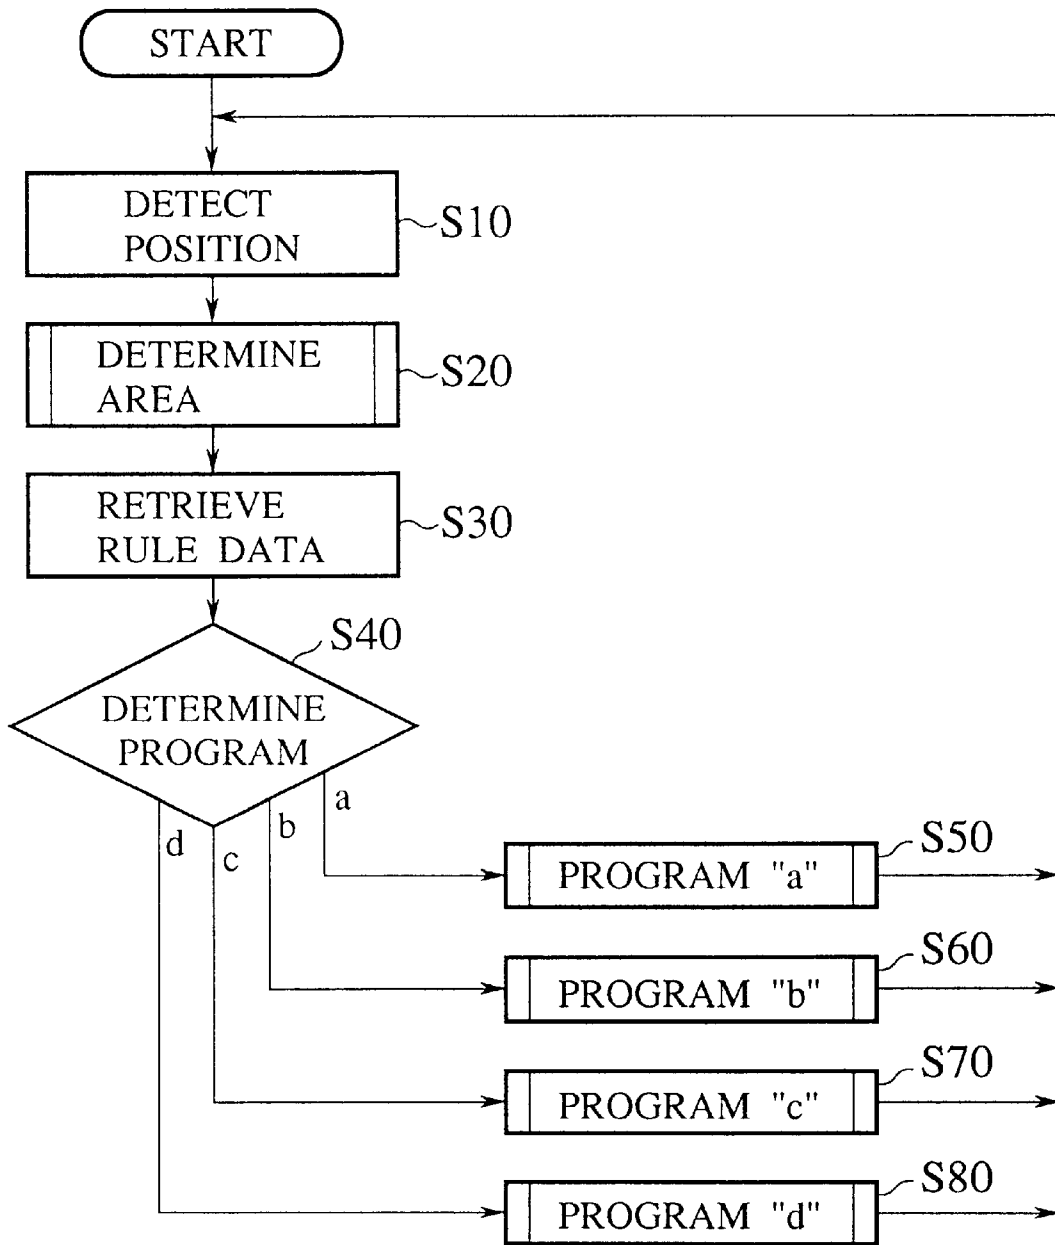 START
DETECT
POSITION
S10
DETERMINE
AREA
S20
RETRIEVE
RULE DATA
S30
S40
DETERMINE
PROGRAM
a
b
c
d
PROGRAM "a"
S50
PROGRAM "b"
S60
PROGRAM "c"
S70
PROGRAM "d"
S80